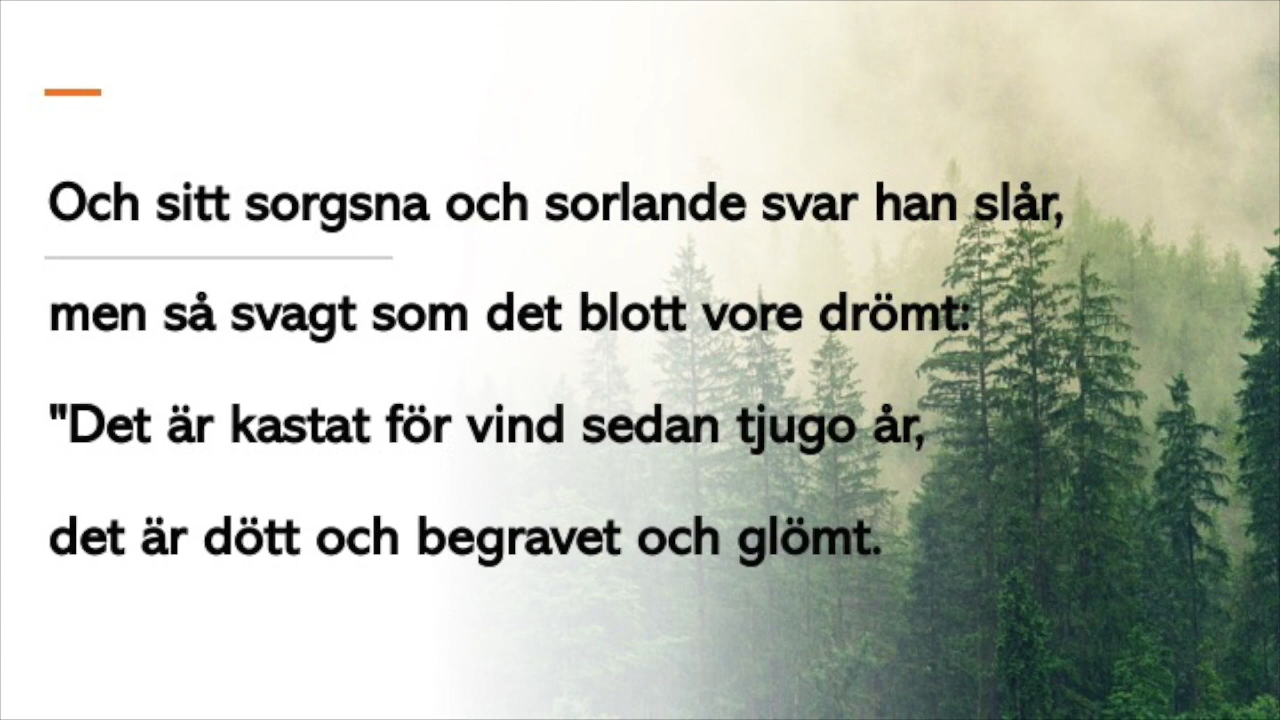 Och sitt sorgsna och sorlande svar han slår,
men så svagt som det blott vore drömt:
"Det är kastat för vind sedan tjugo år,
det är dött och begravet och glömt.